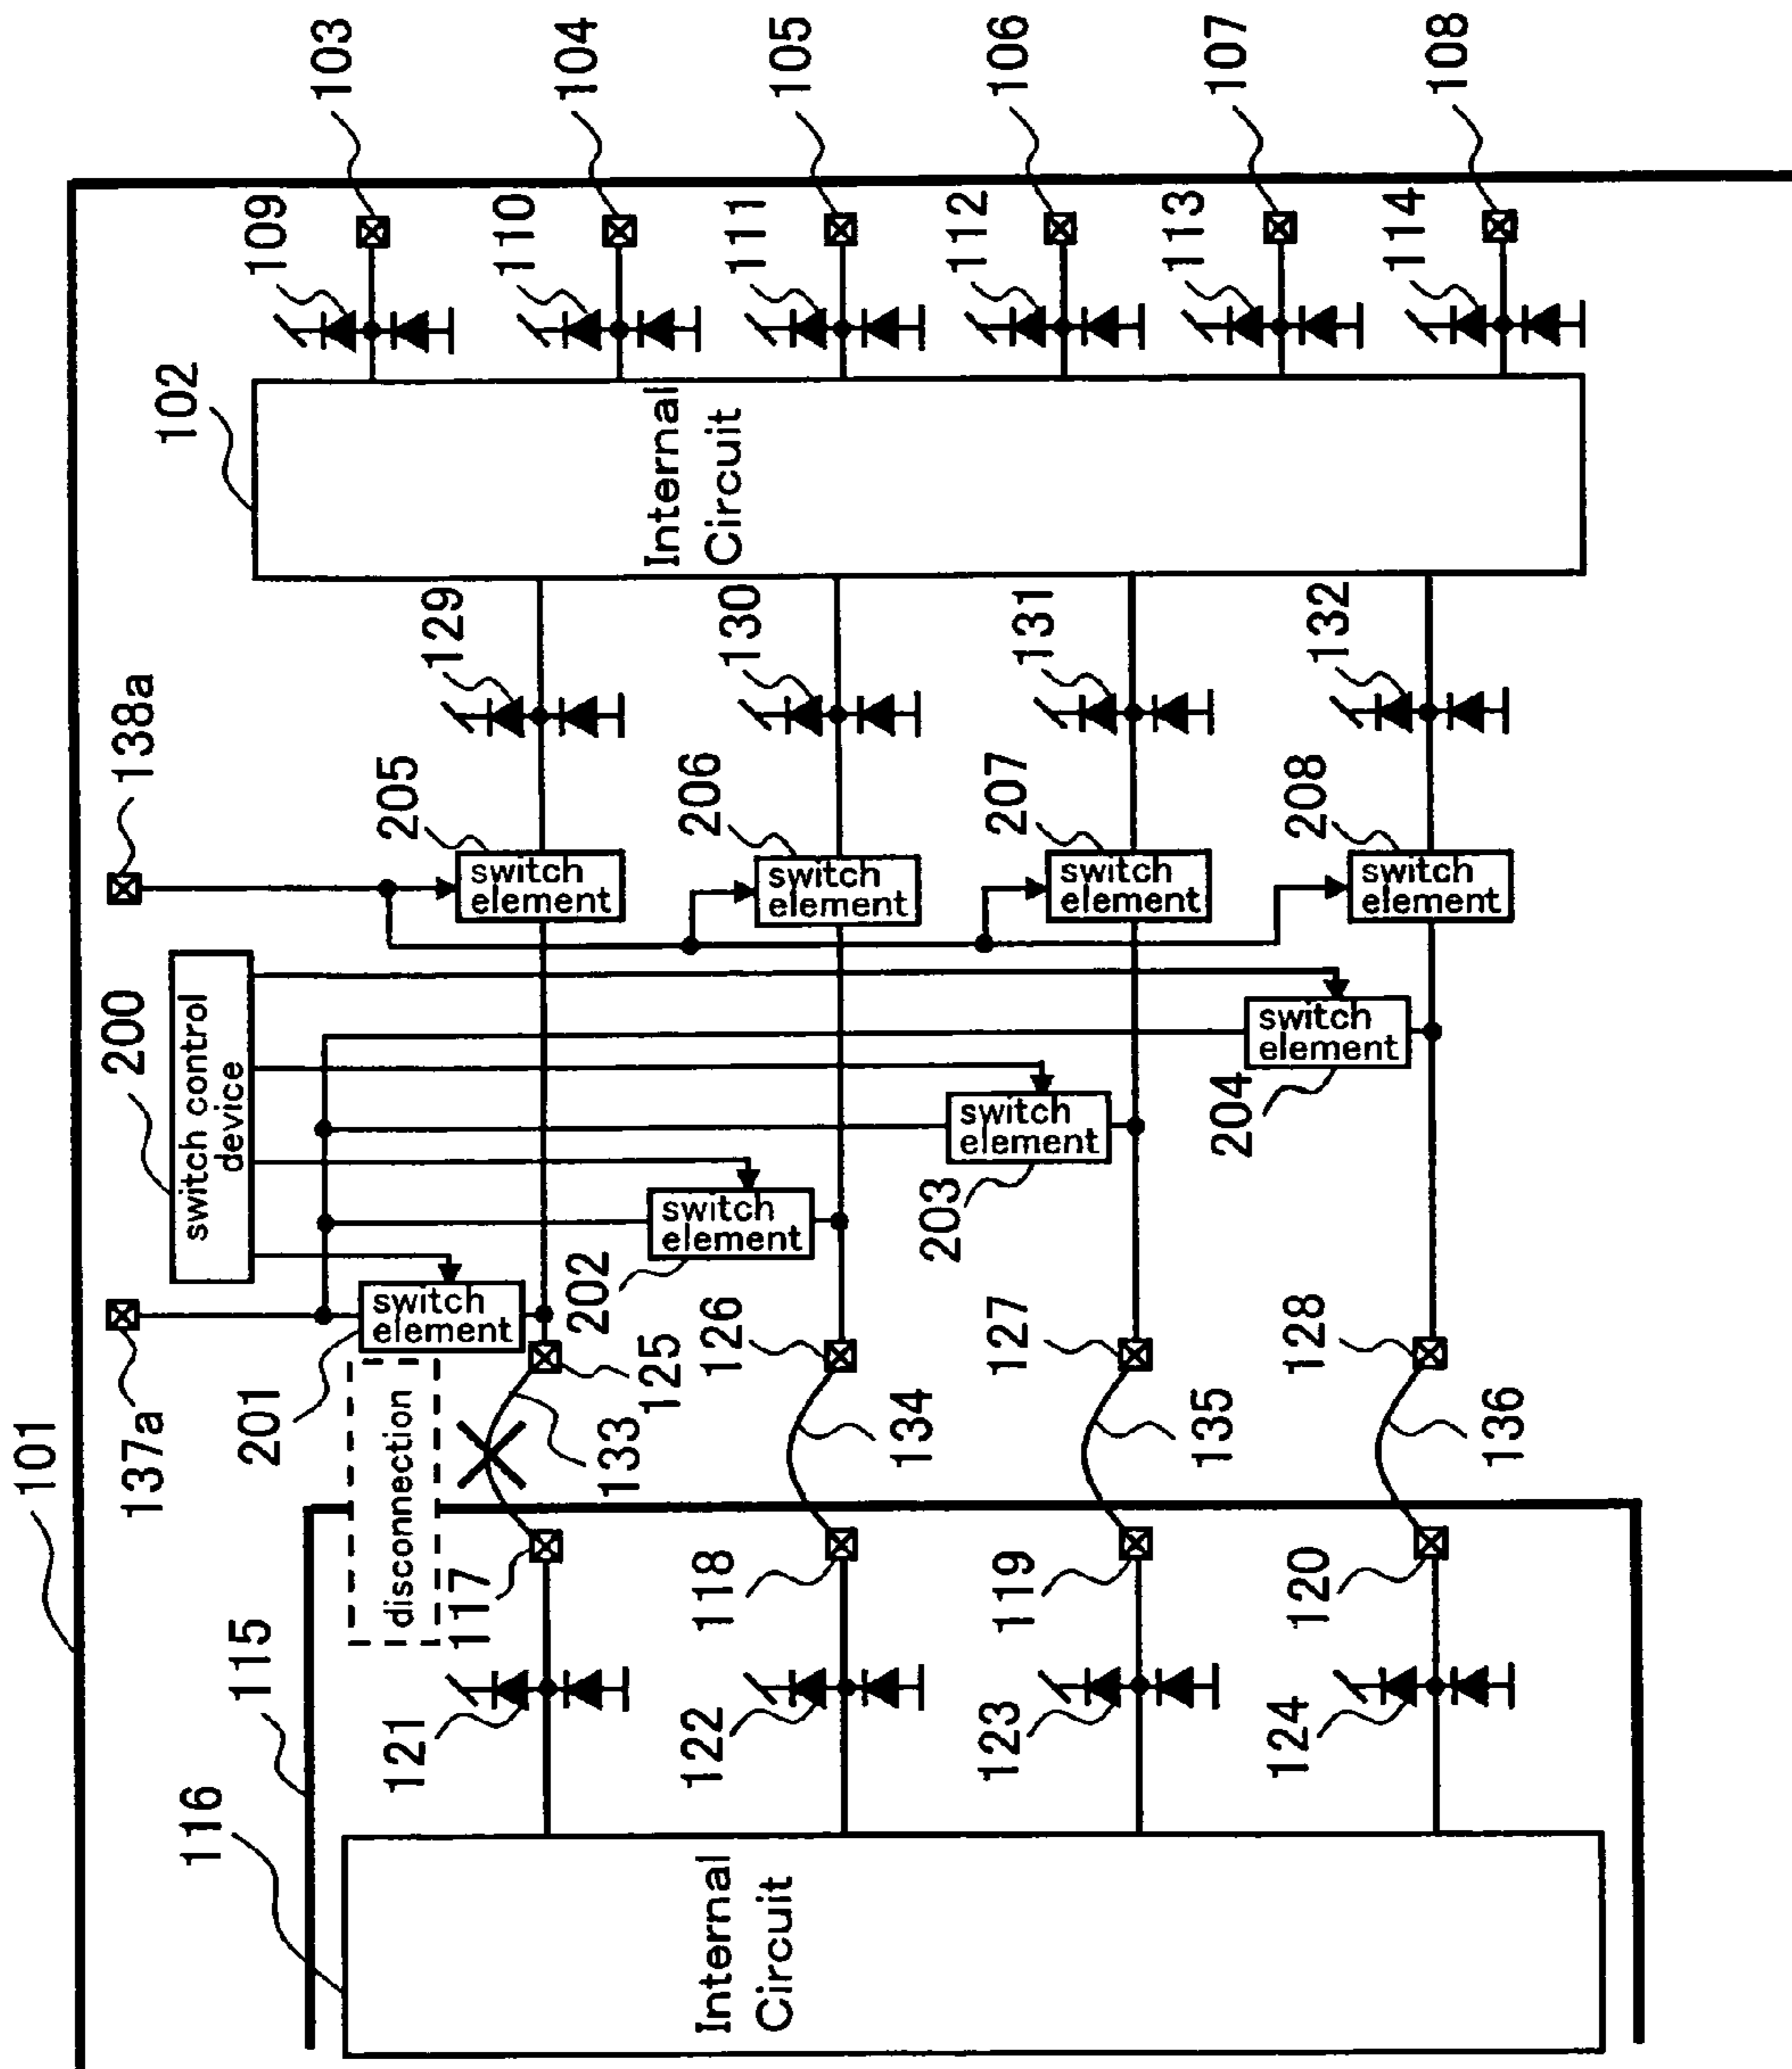 101
137a
138a
200
switch control
device
102
Internal
Circuit
103
104
105
106
107
108
109
110
111
112
113
114
129
130
131
132
205
switch
element
206
switch
element
207
switch
element
208
switch
element
201
switch
element
202
switch
element
203
switch
element
204
switch
element
125
126
127
128
disconnection
133
134
135
136
115
117
118
119
120
121
122
123
124
116
Internal
Circuit